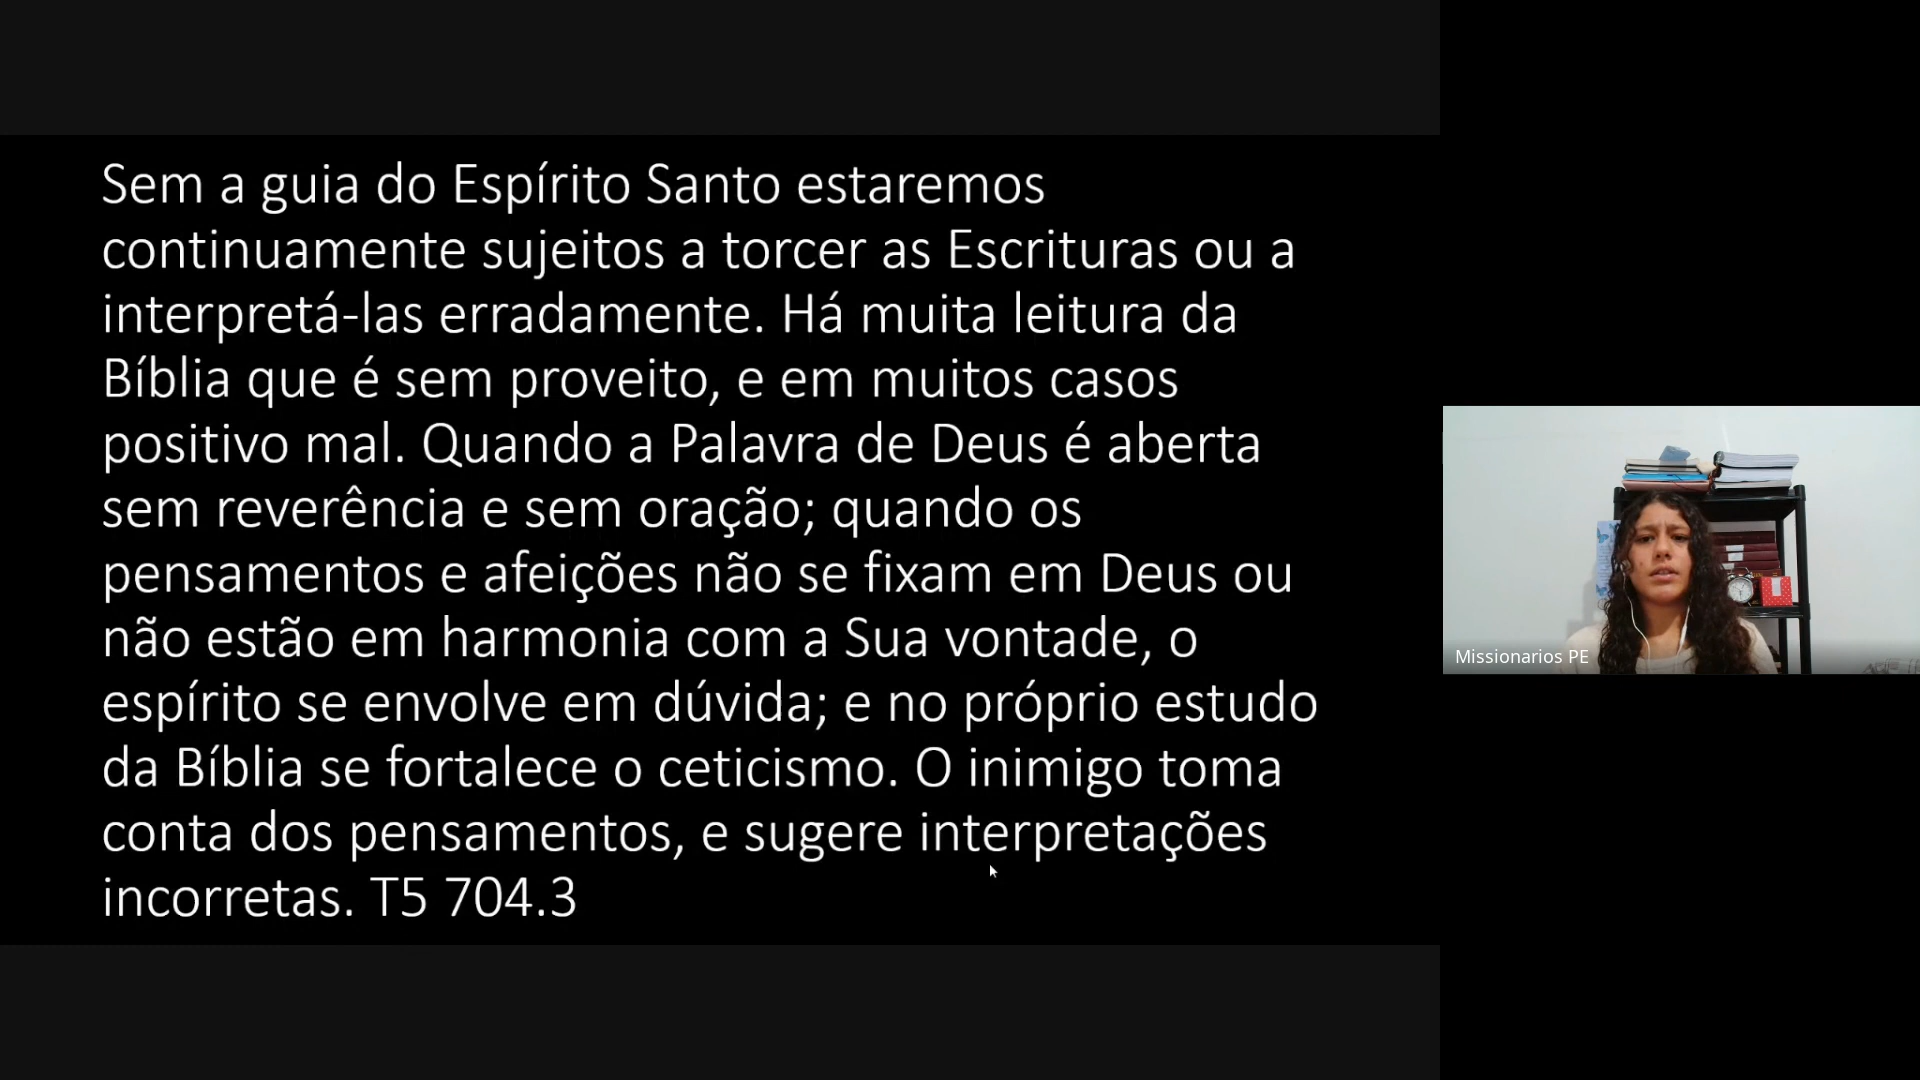 Sem a guia do Espírito Santo estaremos
continuamente sujeitos a torcer as Escrituras ou a
interpretá-las erradamente. Há muita leitura da
Bíblia que é sem proveito, e em muitos casos
positivo mal. Quando a Palavra de Deus é aberta
sem reverência e sem oração; quando os
pensamentos e afeições não se fixam em Deus ou
não estão em harmonia com a Sua vontade, o
espírito se envolve em dúvida; e no próprio estudo
da Bíblia se fortalece o ceticismo. O inimigo toma
conta dos pensamentos, e sugere interpretações
incorretas. T5 704.3
Missionarios PE